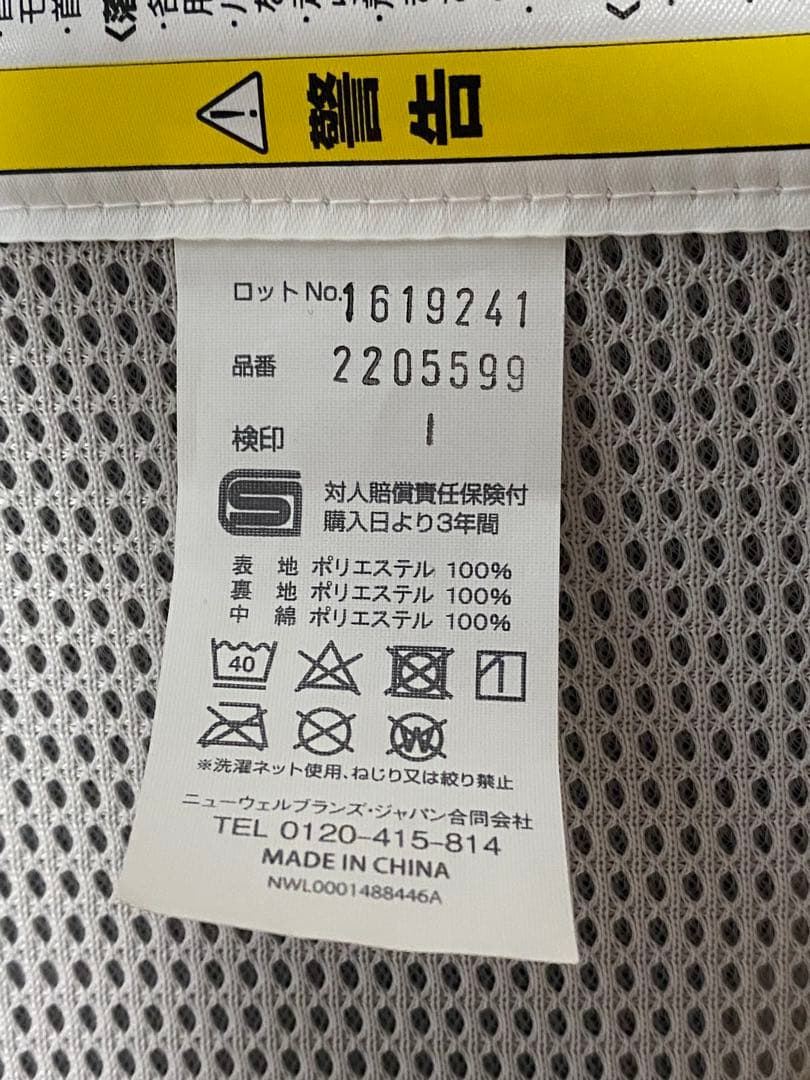 警告
ロットNo. 1619241
品番 2205599
検印 I
S 対人賠償責任保険付
購入日より3年間
表 地 ポリエステル 100%
裏 地 ポリエステル 100%
中 綿 ポリエステル 100%
40
W
※洗濯ネット使用、ねじり又は絞り禁止
ニューウェルブランズ・ジャパン合同会社
TEL 0120-415-814
MADE IN CHINA
NWL0001488446A